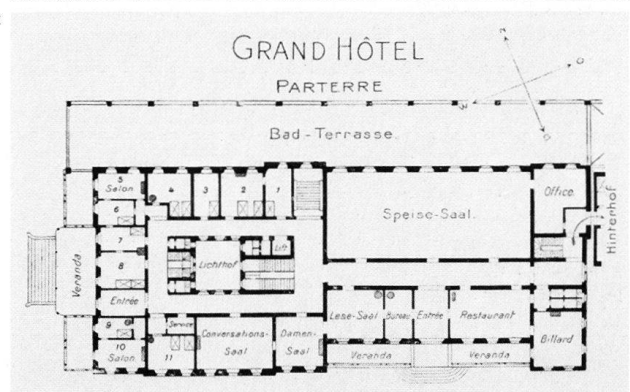 GRAND HÔTEL
PARTERRE
Bad-Terrasse.
5
Salon
4
3
2
1
6
7
8
Entrée
Veranda
Lichthof
Lift
Speise-Saal.
Office.
Hinterhof
9
10
Salon
11
Service
Conversations-
Saal
Damen-
Saal
Lese-Saal
Bureau
Entrée
Restaurant
Billard
Veranda
Veranda